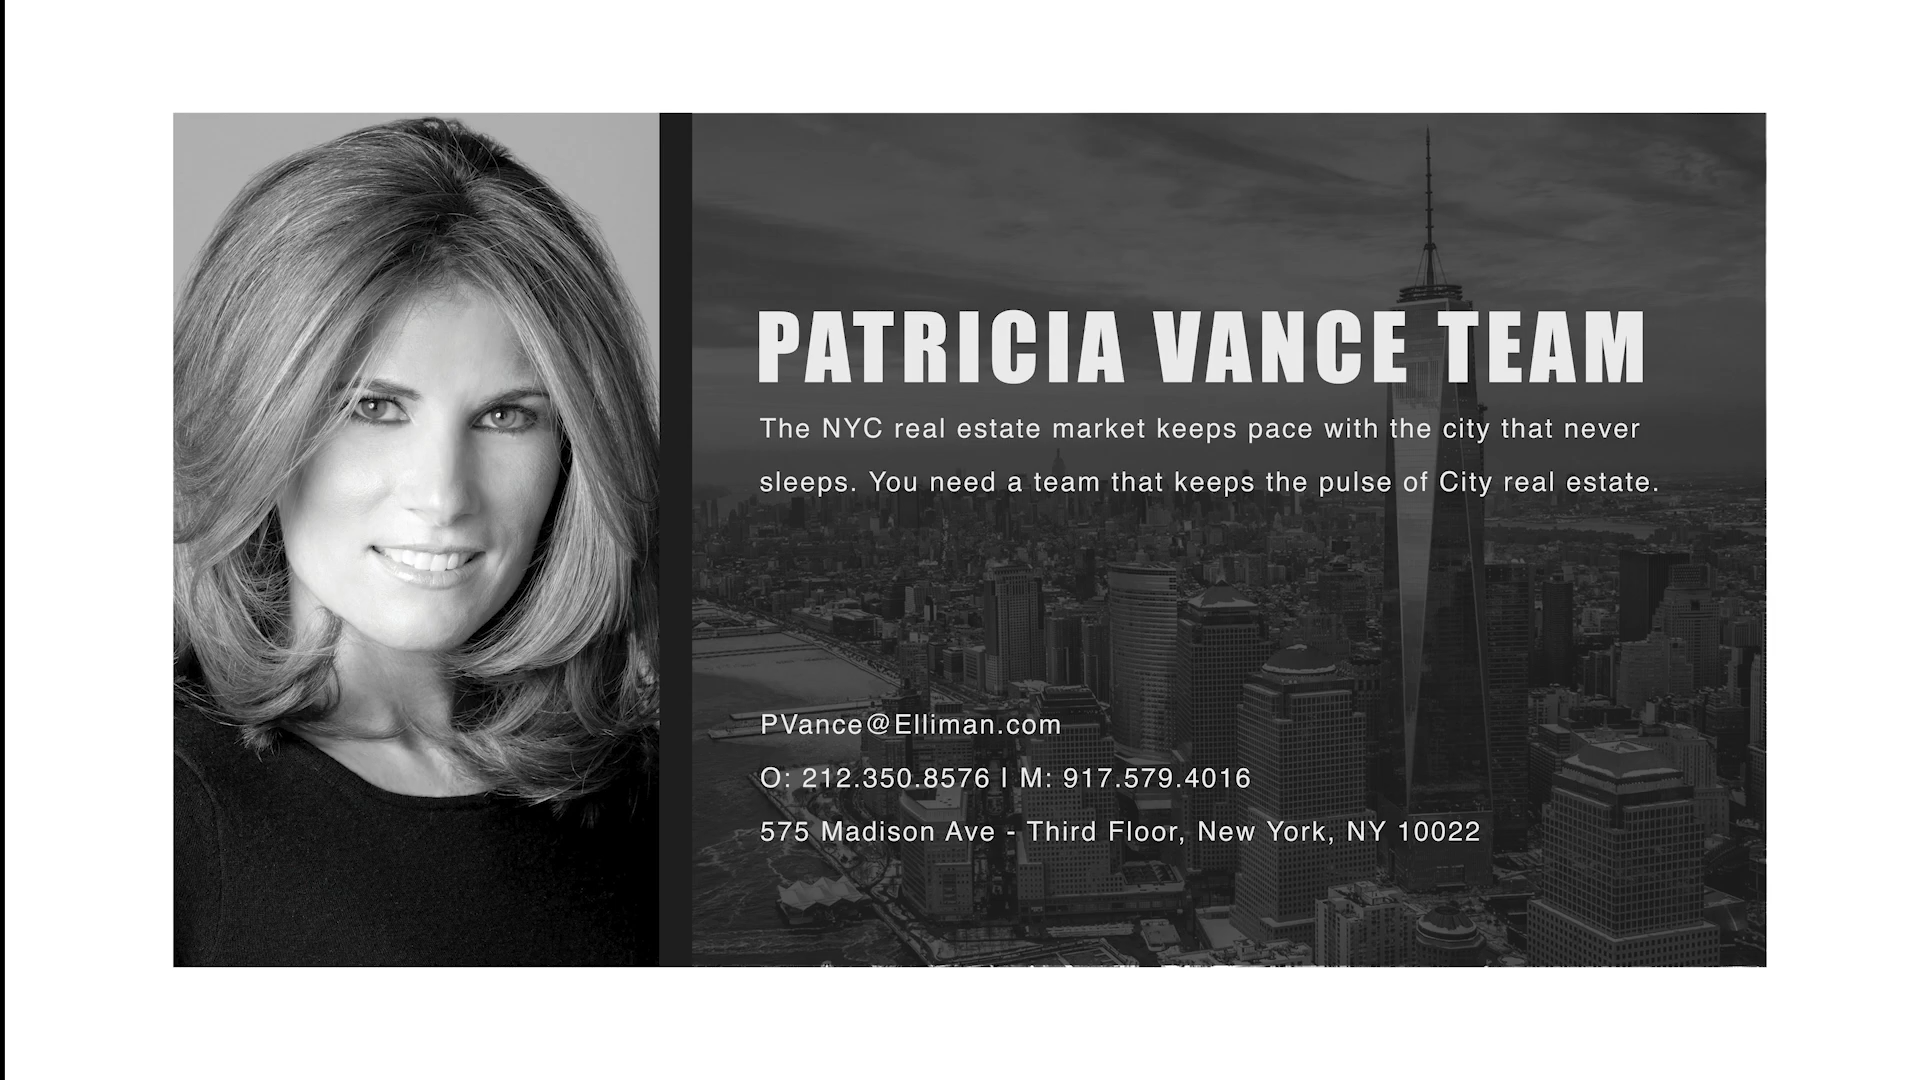 PATRICIA VANCE TEAM
The NYC real estate market keeps pace with the city that never
sleeps. You need a team that keeps the pulse of City real estate.
PVance@Elliman.com
O: 212.350.8576 | M: 917.579.4016
575 Madison Ave - Third Floor, New York, NY 10022